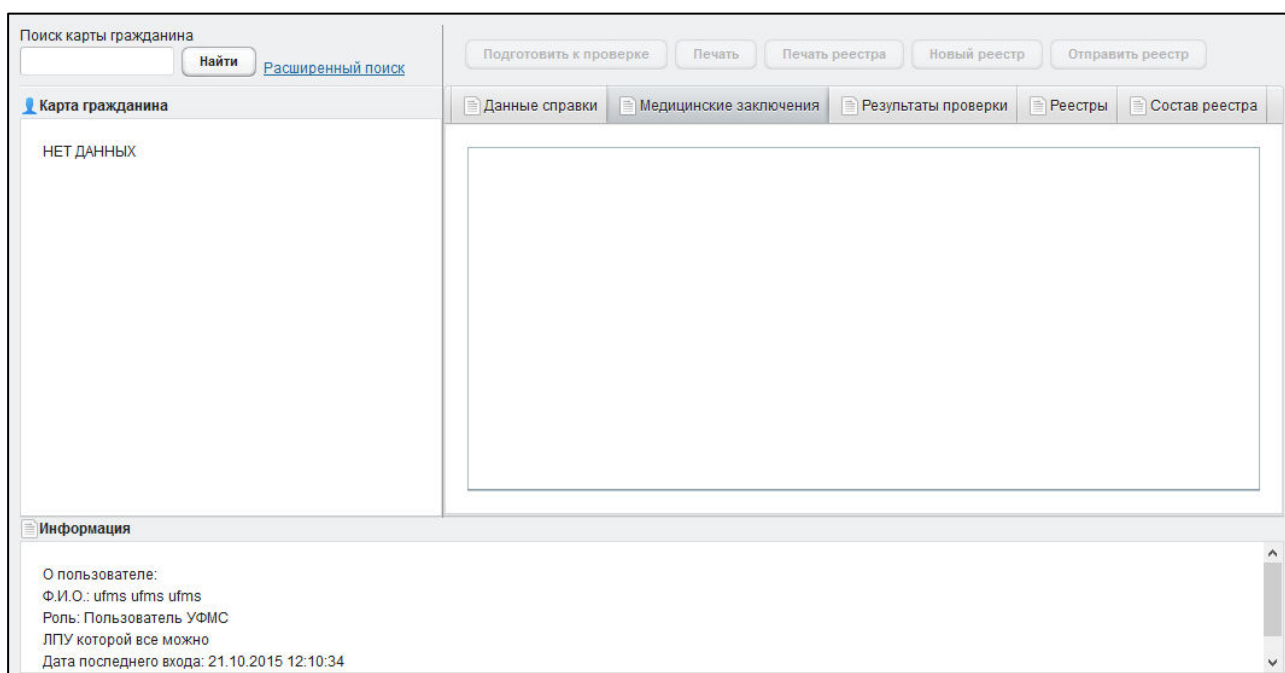 Поиск карты гражданина
Найти
Расширенный поиск
Подготовить к проверке
Печать
Печать реестра
Новый реестр
Отправить реестр
Карта гражданина
Данные справки
Медицинские заключения
Результаты проверки
Реестры
Состав реестра
НЕТ ДАННЫХ
Информация
О пользователе:
Ф.И.О.: ufms ufms ufms
Роль: Пользователь УФМС
ЛПУ которой все можно
Дата последнего входа: 21.10.2015 12:10:34